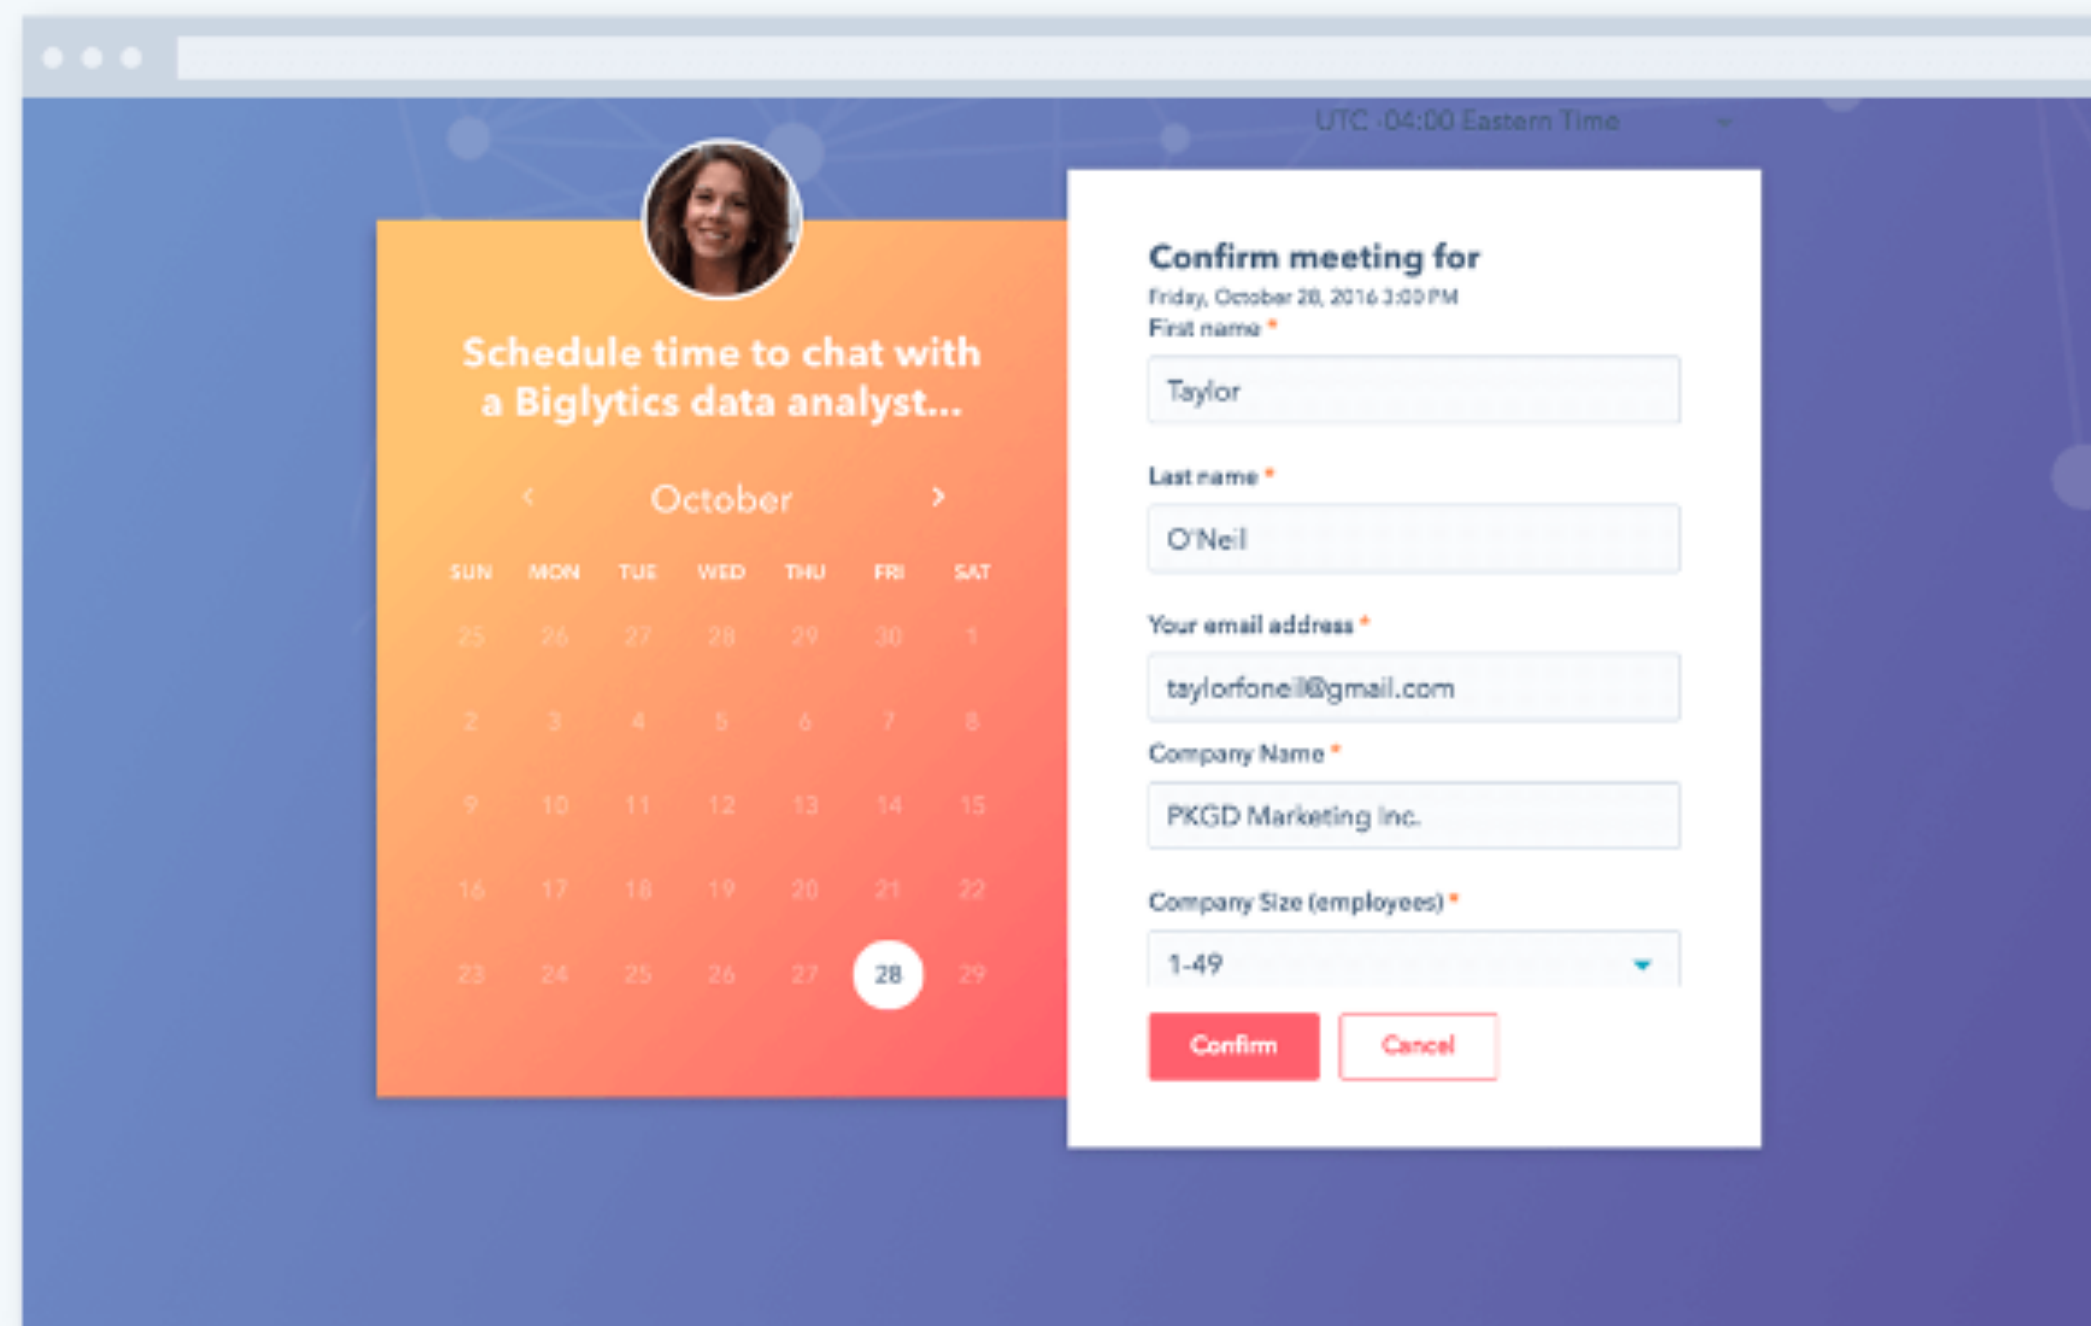 UTC -04:00 Eastern Time
Schedule time to chat with
a Biglytics data analyst...
October
SUN MON TUE WED THU FRI SAT
25 26 27 28 29 30 1
2 3 4 5 6 7 8
9 10 11 12 13 14 15
16 17 18 19 20 21 22
23 24 25 26 27 28 29
Confirm meeting for
Friday, October 28, 2016 3:00 PM
First name *
Taylor
Last name *
O'Neil
Your email address *
taylorfoneil@gmail.com
Company Name *
PKGD Marketing Inc.
Company Size (employees) *
1-49
Confirm Cancel